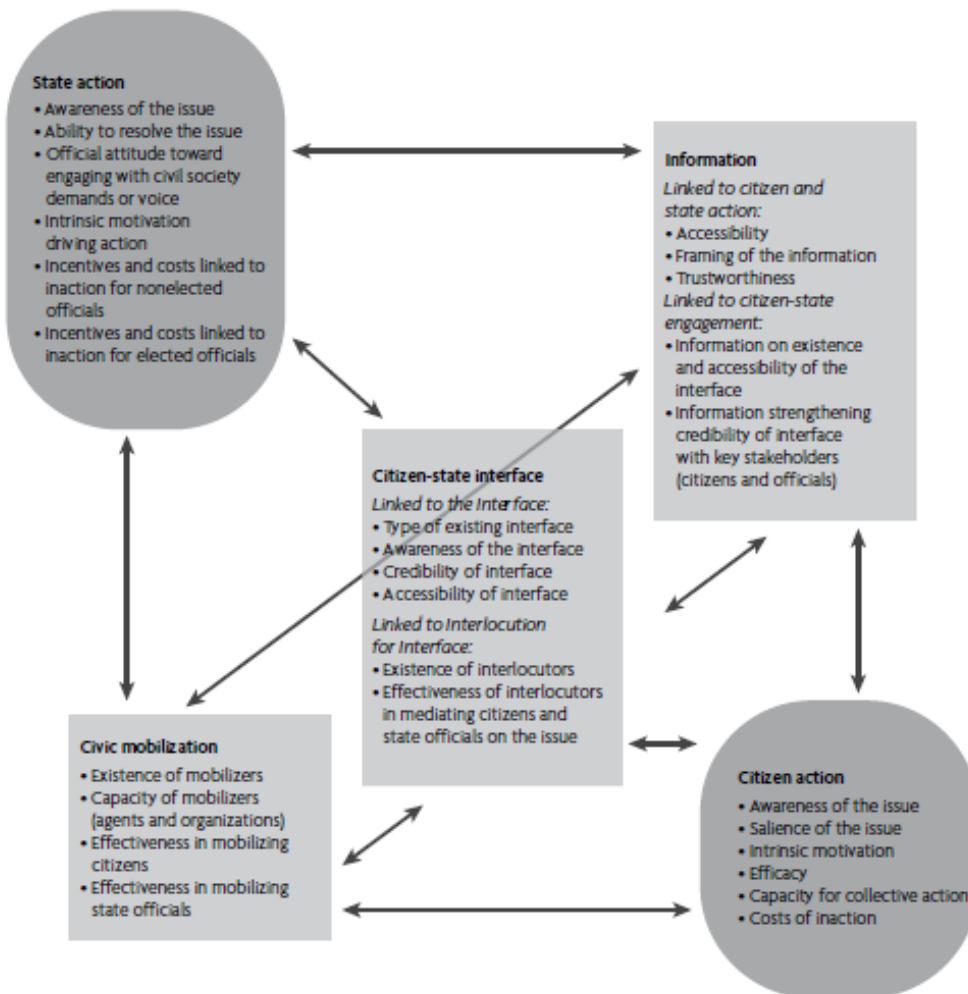 State action
• Awareness of the issue
• Ability to resolve the issue
• Official attitude toward
engaging with civil society
demands or voice
• Intrinsic motivation
driving action
• Incentives and costs linked to
inaction for nonelected
officials
• Incentives and costs linked to
inaction for elected officials
Information
Linked to citizen and
state action:
• Accessibility
• Framing of the information
• Trustworthiness
Linked to citizen-state
engagement:
• Information on existence
and accessibility of the
interface
• Information strengthening
credibility of interface
with key stakeholders
(citizens and officials)
Citizen-state interface
Linked to the Interface:
• Type of existing interface
• Awareness of the interface
• Credibility of interface
• Accessibility of interface
Linked to Interlocution
for Interface:
• Existence of interlocutors
• Effectiveness of interlocutors
in mediating citizens and
state officials on the issue
Civic mobilization
• Existence of mobilizers
• Capacity of mobilizers
(agents and organizations)
• Effectiveness in mobilizing
citizens
• Effectiveness in mobilizing
state officials
Citizen action
• Awareness of the issue
• Salience of the issue
• Intrinsic motivation
• Efficacy
• Capacity for collective action
• Costs of inaction